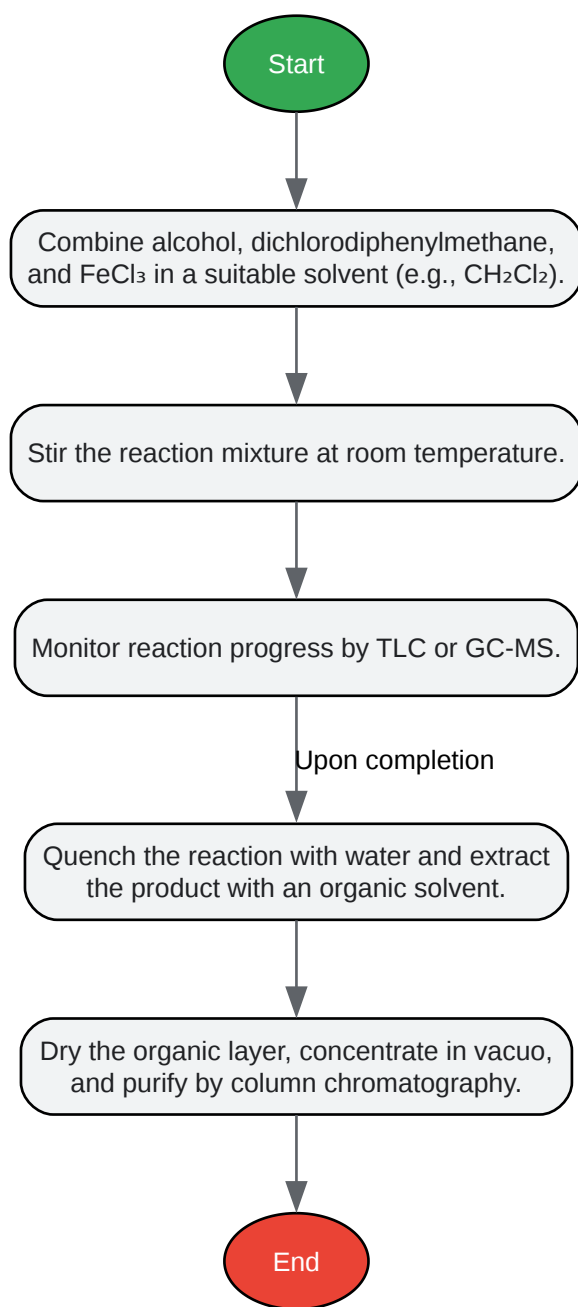 Start
Combine alcohol, dichlorodiphenylmethane,
and FeCl₃ in a suitable solvent (e.g., CH₂Cl₂).
Stir the reaction mixture at room temperature.
Monitor reaction progress by TLC or GC-MS.
Upon completion
Quench the reaction with water and extract
the product with an organic solvent.
Dry the organic layer, concentrate in vacuo,
and purify by column chromatography.
End